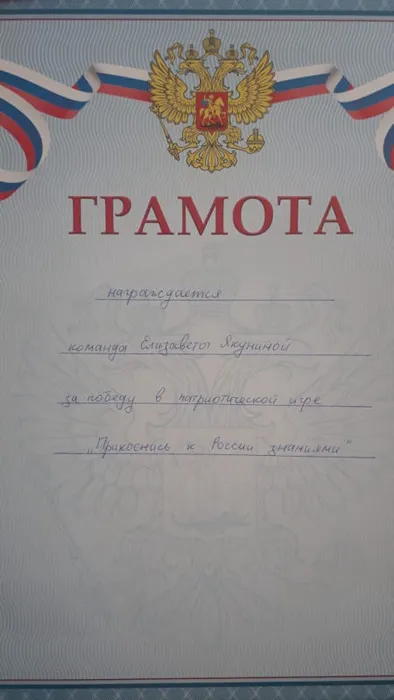 ГРАМОТА
награждается
команда Елизаветы Якуниной
за победу в патриотической игре
„Прикоснись к России знаниями"